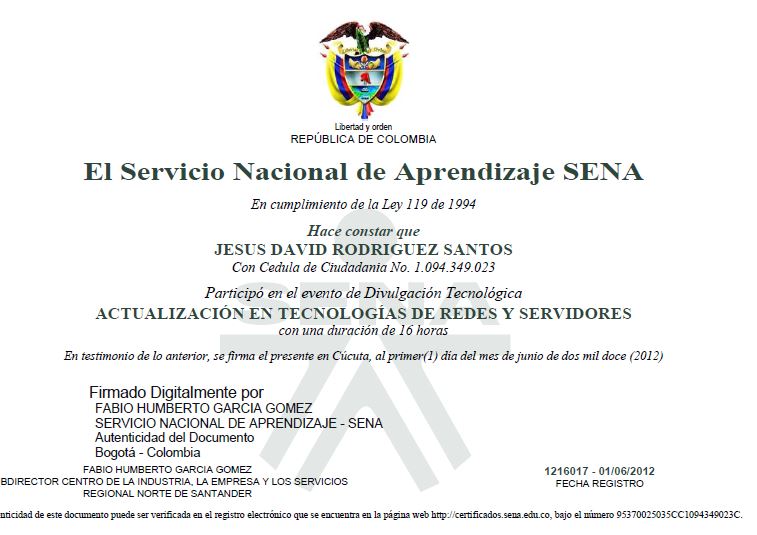 Libertad y orden
REPÚBLICA DE COLOMBIA
El Servicio Nacional de Aprendizaje SENA
En cumplimiento de la Ley 119 de 1994
Hace constar que
JESUS DAVID RODRIGUEZ SANTOS
Con Cedula de Ciudadania No. 1.094.349.023
Participó en el evento de Divulgación Tecnológica
SENA
ACTUALIZACIÓN EN TECNOLOGÍAS DE REDES Y SERVIDORES
con una duración de 16 horas
En testimonio de lo anterior, se firma el presente en Cúcuta, al primer(1) día del mes de junio de dos mil doce (2012)
Firmado Digitalmente por
FABIO HUMBERTO GARCIA GOMEZ
SERVICIO NACIONAL DE APRENDIZAJE - SENA
Autenticidad del Documento
Bogotá - Colombia
FABIO HUMBERTO GARCIA GOMEZ
BDIRECTOR CENTRO DE LA INDUSTRIA, LA EMPRESA Y LOS SERVICIOS
REGIONAL NORTE DE SANTANDER
1216017 - 01/06/2012
FECHA REGISTRO
nticidad de este documento puede ser verificada en el registro electrónico que se encuentra en la página web http://certificados.sena.edu.co, bajo el número 95370025035CC1094349023C.